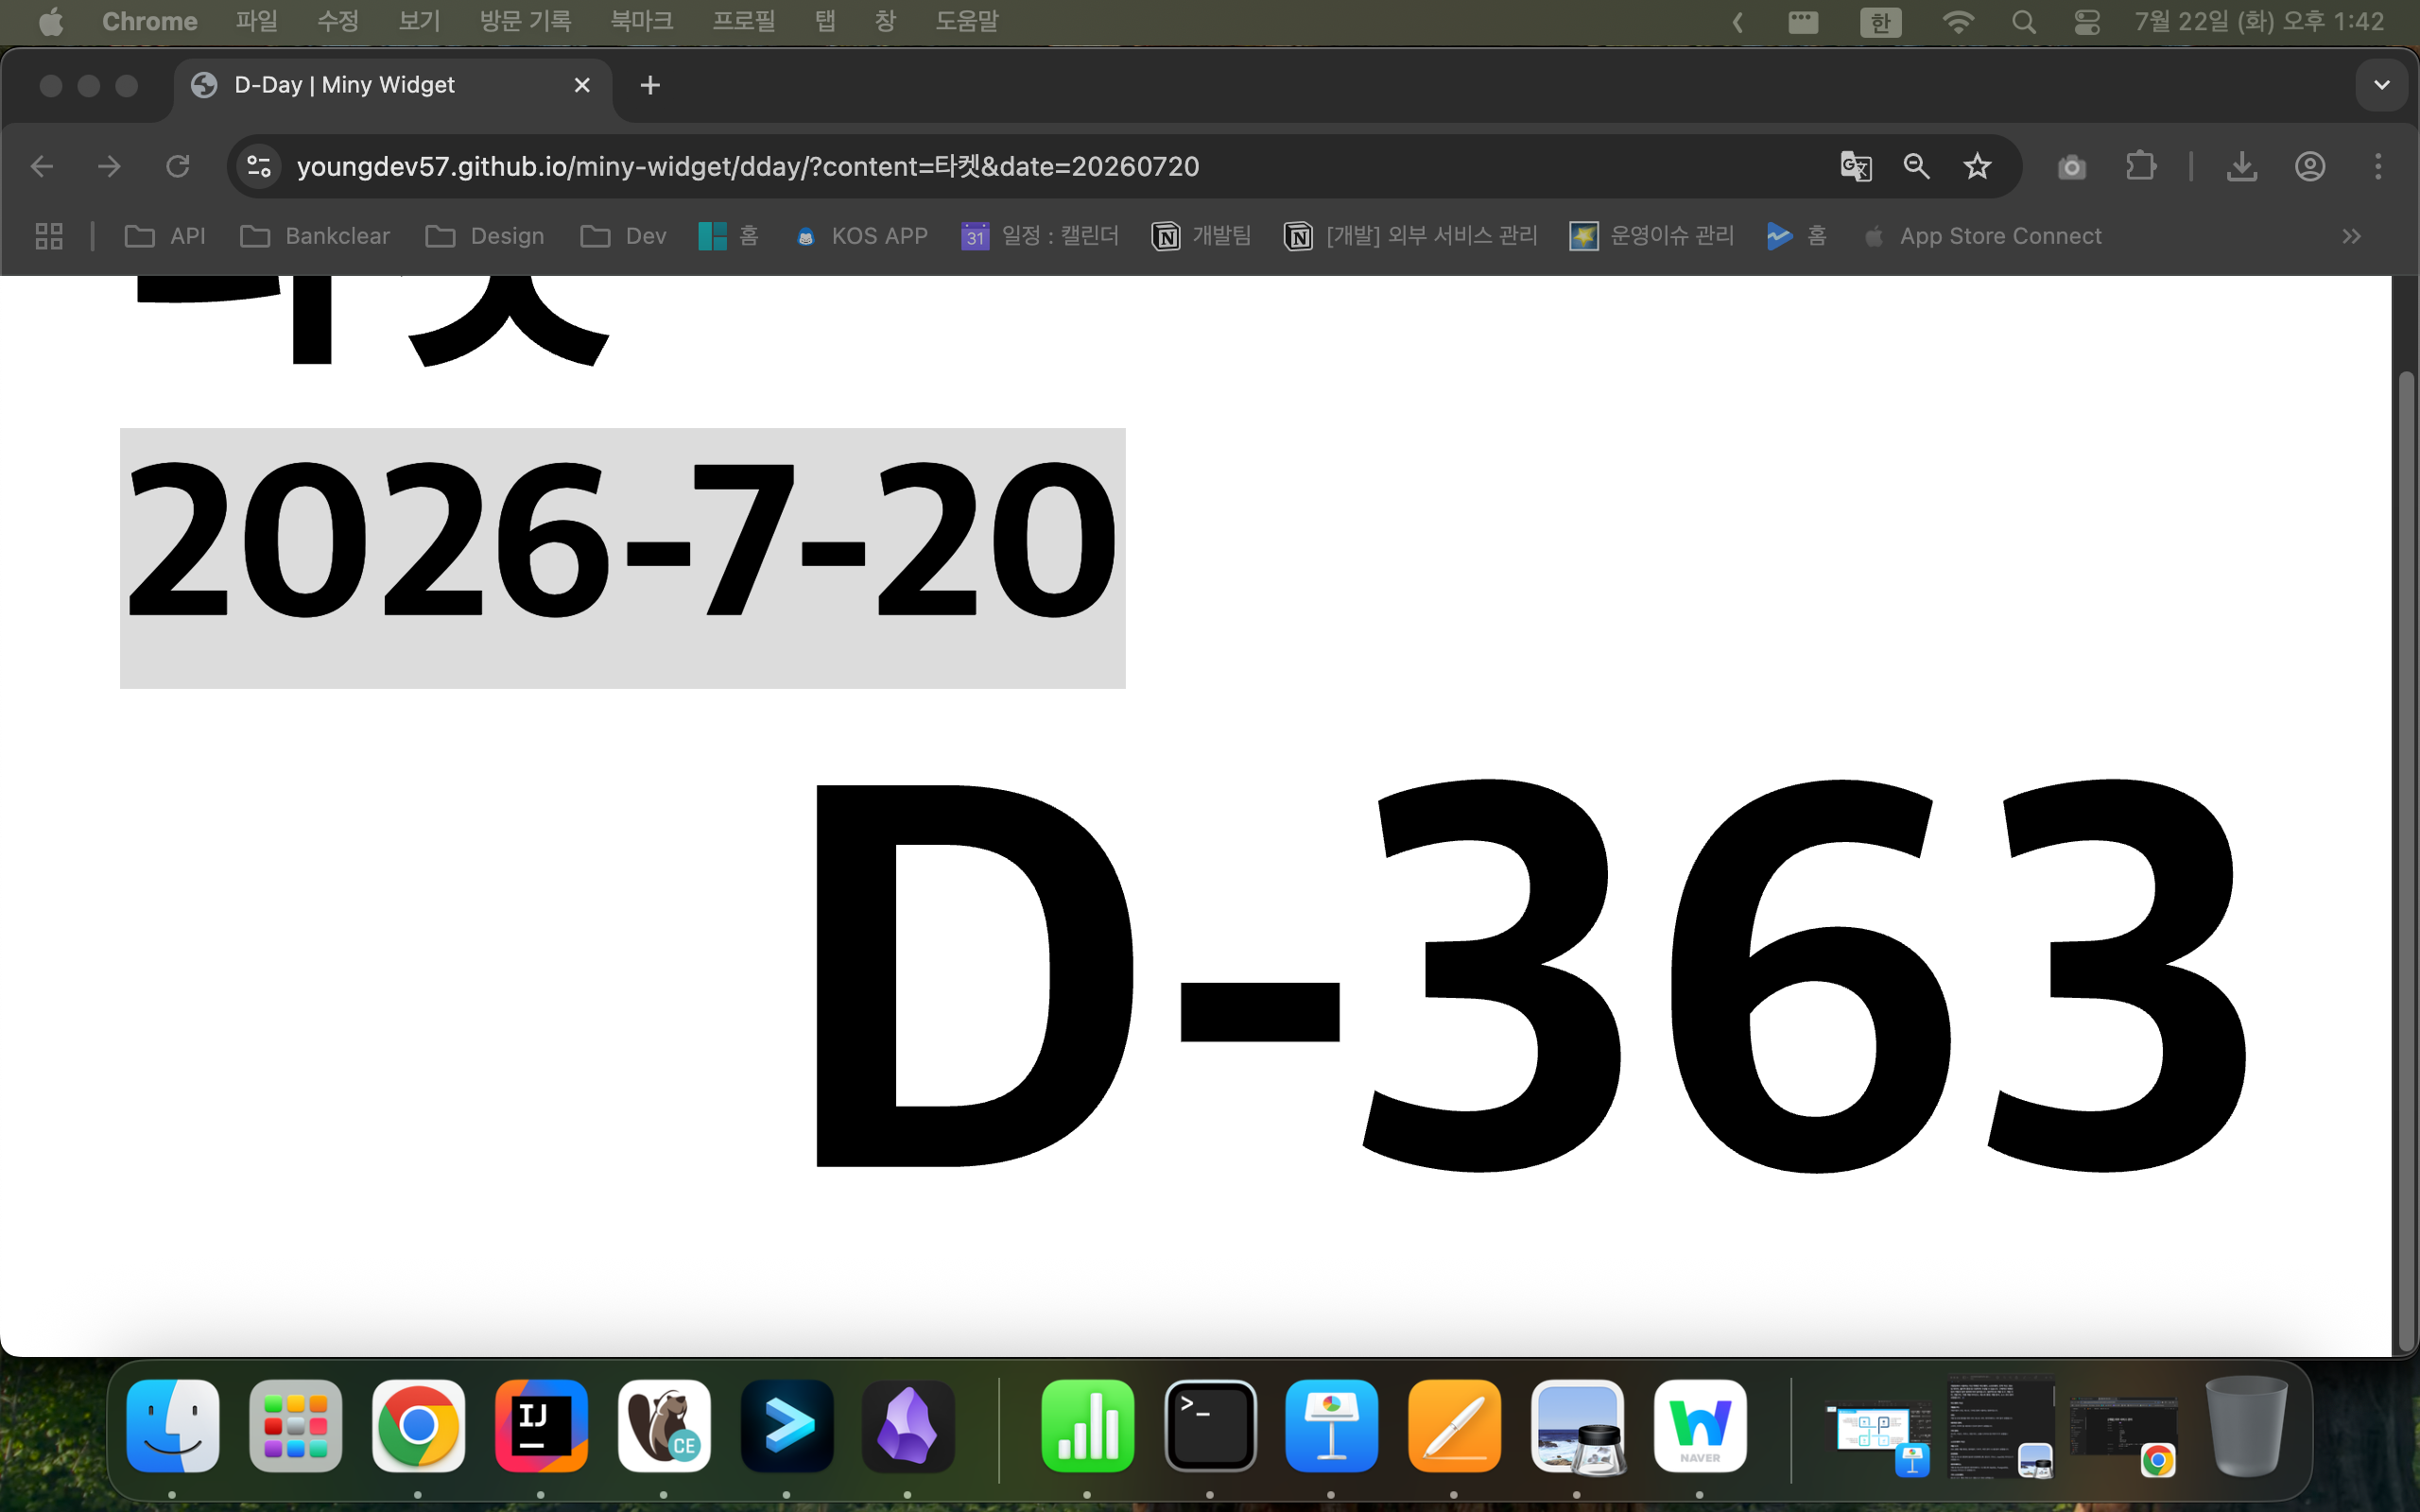 Chrome 파일 수정 보기 방문 기록 북마크 프로필 탭 창 도움말 한 7월 22일 (화) 오후 1:42
D-Day | Miny Widget
youngdev57.github.io/miny-widget/dday/?content=타켓&date=20260720
API Bankclear Design Dev 홈 KOS APP 31 일정 : 캘린더 개발팀 [개발] 외부 서비스 관리 운영이슈 관리 홈 App Store Connect
2026-7-20
D-363
IJ CE >_ NAVER